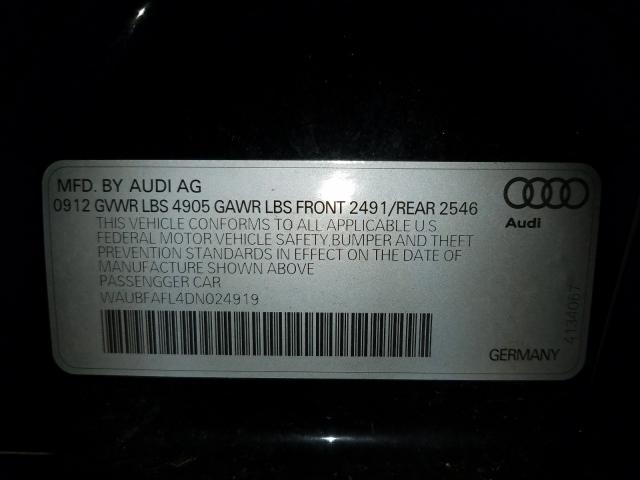 MFD. BY AUDI AG
0912 GVWR LBS 4905 GAWR LBS FRONT 2491/REAR 2546
THIS VEHICLE CONFORMS TO ALL APPLICABLE U S
FEDERAL MOTOR VEHICLE SAFETY,BUMPER AND THEFT
PREVENTION STANDARDS IN EFFECT ON THE DATE OF
MANUFACTURE SHOWN ABOVE
PASSENGGER CAR
WAUBFAFL4DN024919
Audi
4134067
GERMANY